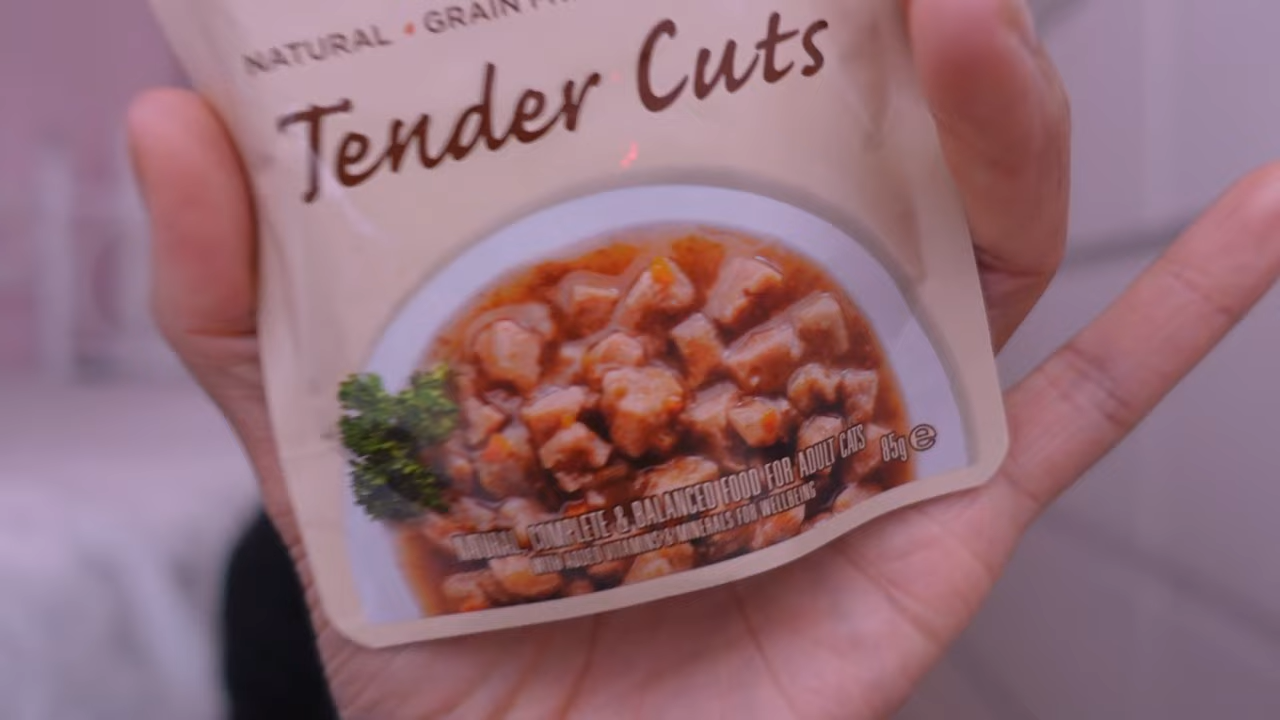 NATURAL • GRAIN
Tender Cuts
NATURAL, COMPLETE & BALANCED FOOD FOR ADULT CATS
WITH ADDED VITAMINS & MINERALS FOR WELLBEING
85g e